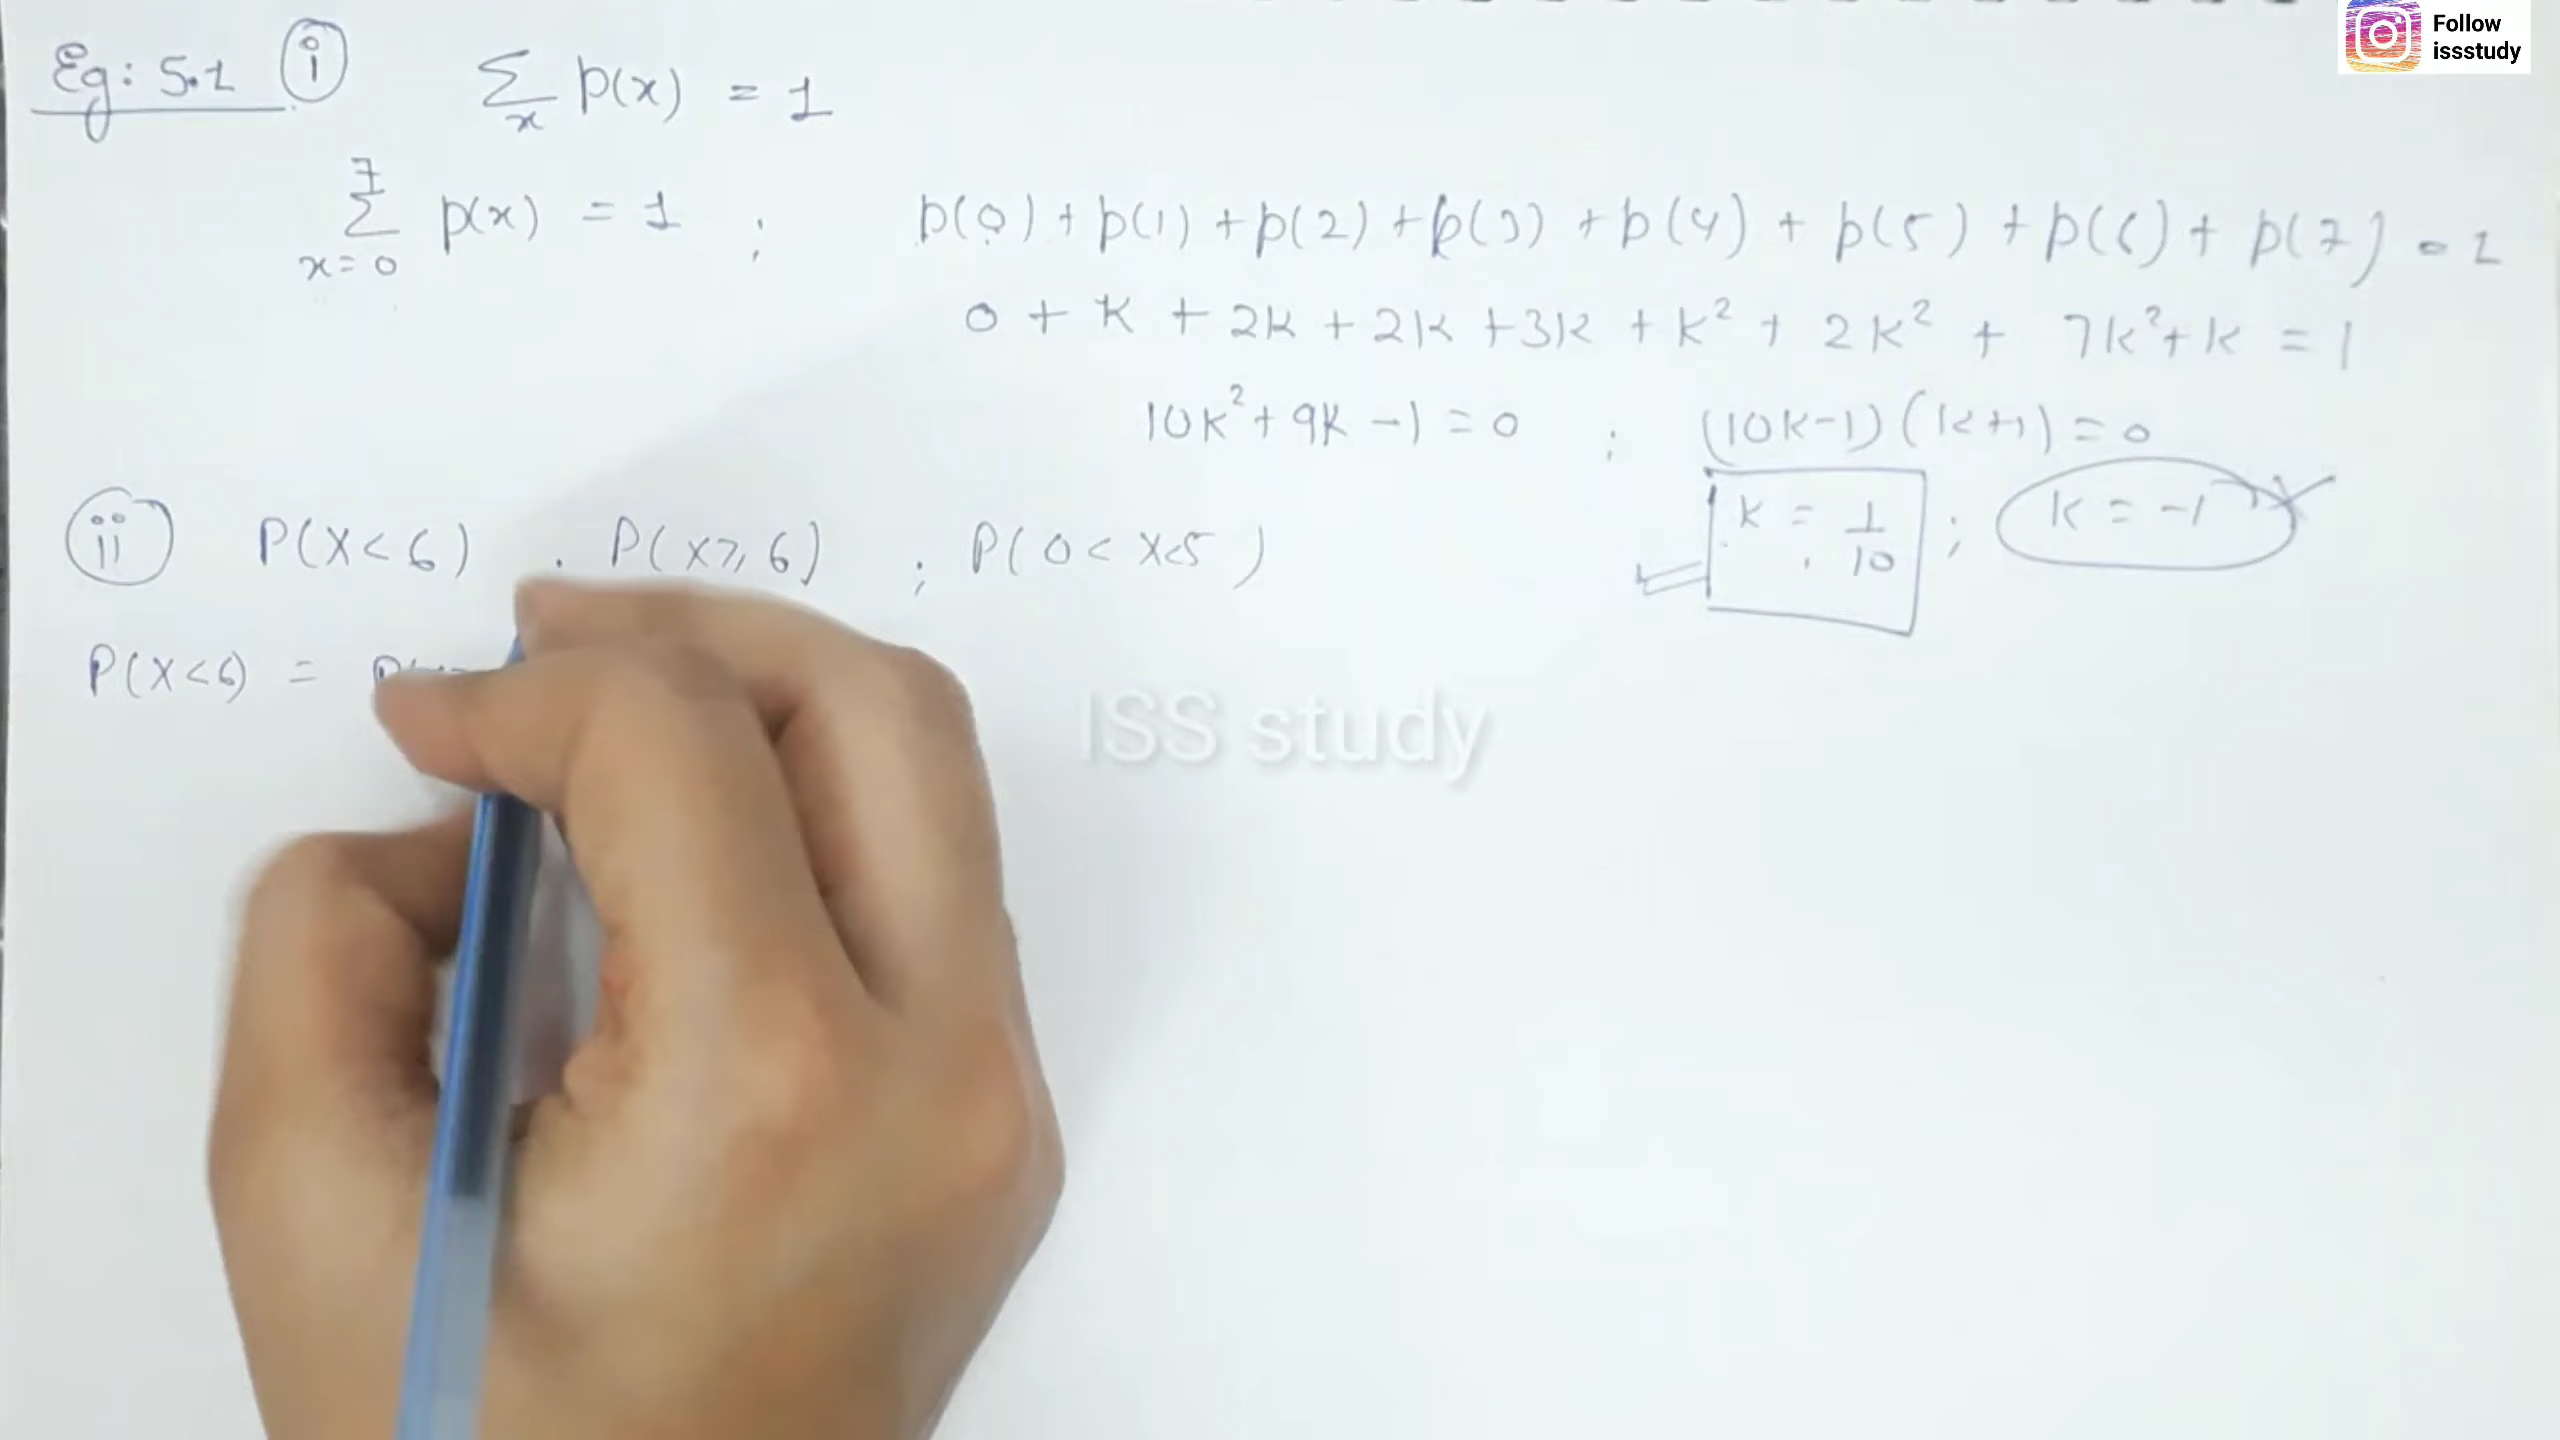 Eg: 5.1 (i) ∑ₓ p(x) = 1
Follow
issstudy
7
∑ p(x) = 1 ; p(0) + p(1) + p(2) + p(3) + p(4) + p(5) + p(6) + p(7) = 1
x = 0
0 + k + 2k + 2k + 3k + k² + 2k² + 7k² + k = 1
10k² + 9k - 1 = 0 ; (10k-1)(k+1) = 0
k = 1/10 ; k = -1
(ii) P(X<6) . P(X≥6) ; P(0<X<5)
P(X<6) =
ISS study